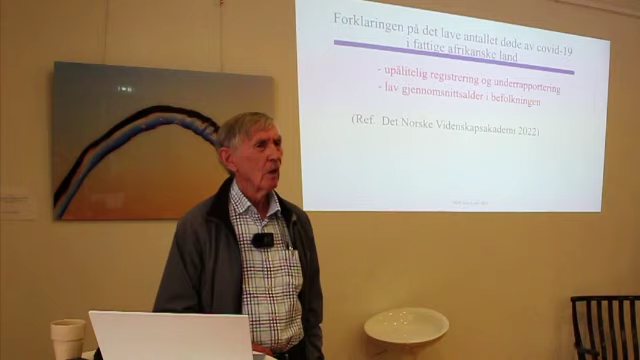 Forklaringen på det lave antallet døde av covid-19
i fattige afrikanske land
- upålitelig registrering og underrapportering
- lav gjennomsnittsalder i befolkningen
(Ref. Det Norske Videnskapsakademi 2022)